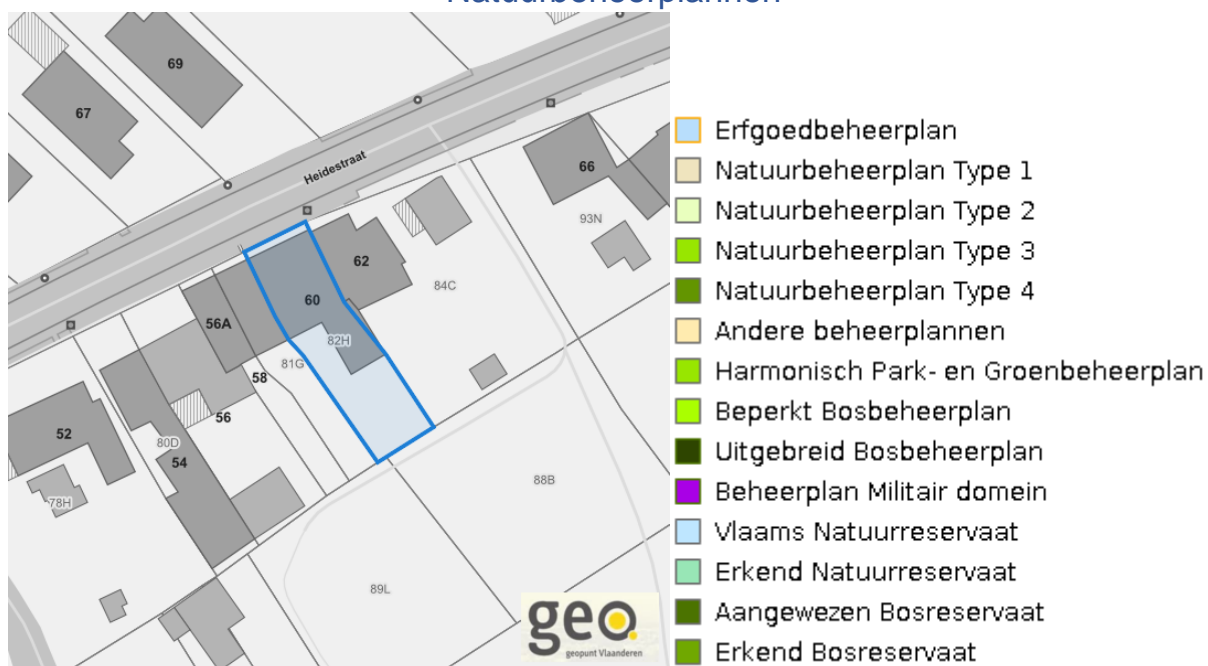 Natuurbeheerplannen
69
67
Heidestraat
66
93N
62
84C
60
56A
82H
81G
58
56
52
80D
54
78H
88B
89L
geo.
geopunt Vlaanderen
Erfgoedbeheerplan
Natuurbeheerplan Type 1
Natuurbeheerplan Type 2
Natuurbeheerplan Type 3
Natuurbeheerplan Type 4
Andere beheerplannen
Harmonisch Park- en Groenbeheerplan
Beperkt Bosbeheerplan
Uitgebreid Bosbeheerplan
Beheerplan Militair domein
Vlaams Natuurreservaat
Erkend Natuurreservaat
Aangewezen Bosreservaat
Erkend Bosreservaat